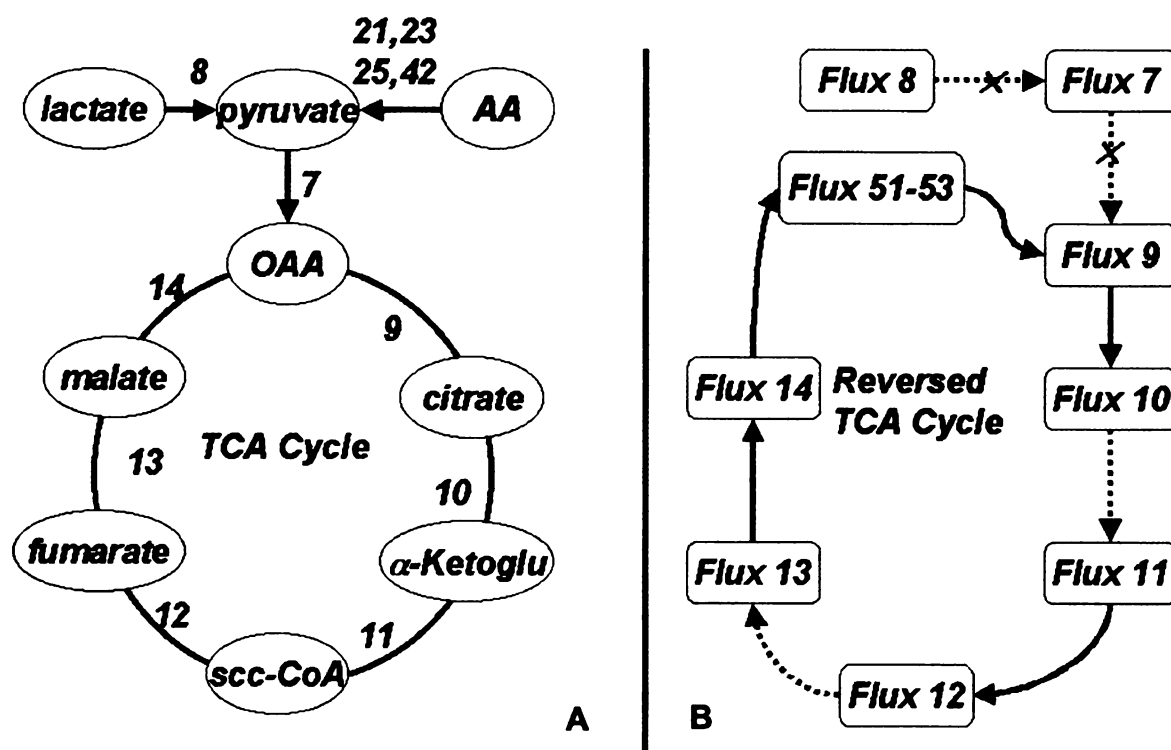 21,23
25,42
8
lactate
pyruvate
AA
7
OAA
14
9
malate
citrate
TCA Cycle
13
10
fumarate
α-Ketoglu
12
11
scc-CoA
A
Flux 8
Flux 7
Flux 51-53
Flux 9
Flux 14
Reversed
TCA Cycle
Flux 10
Flux 13
Flux 11
Flux 12
B